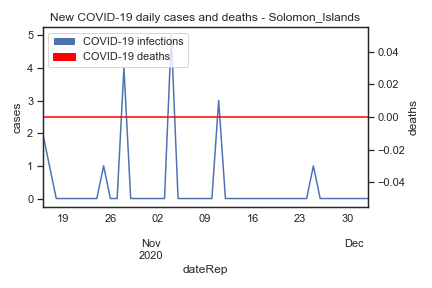 New COVID-19 daily cases and deaths - Solomon_Islands
COVID-19 infections
COVID-19 deaths
5
4
3
2
1
0
cases
0.04
0.02
0.00
−0.02
−0.04
deaths
19 26 02 09 16 23 30
Nov Dec
2020
dateRep